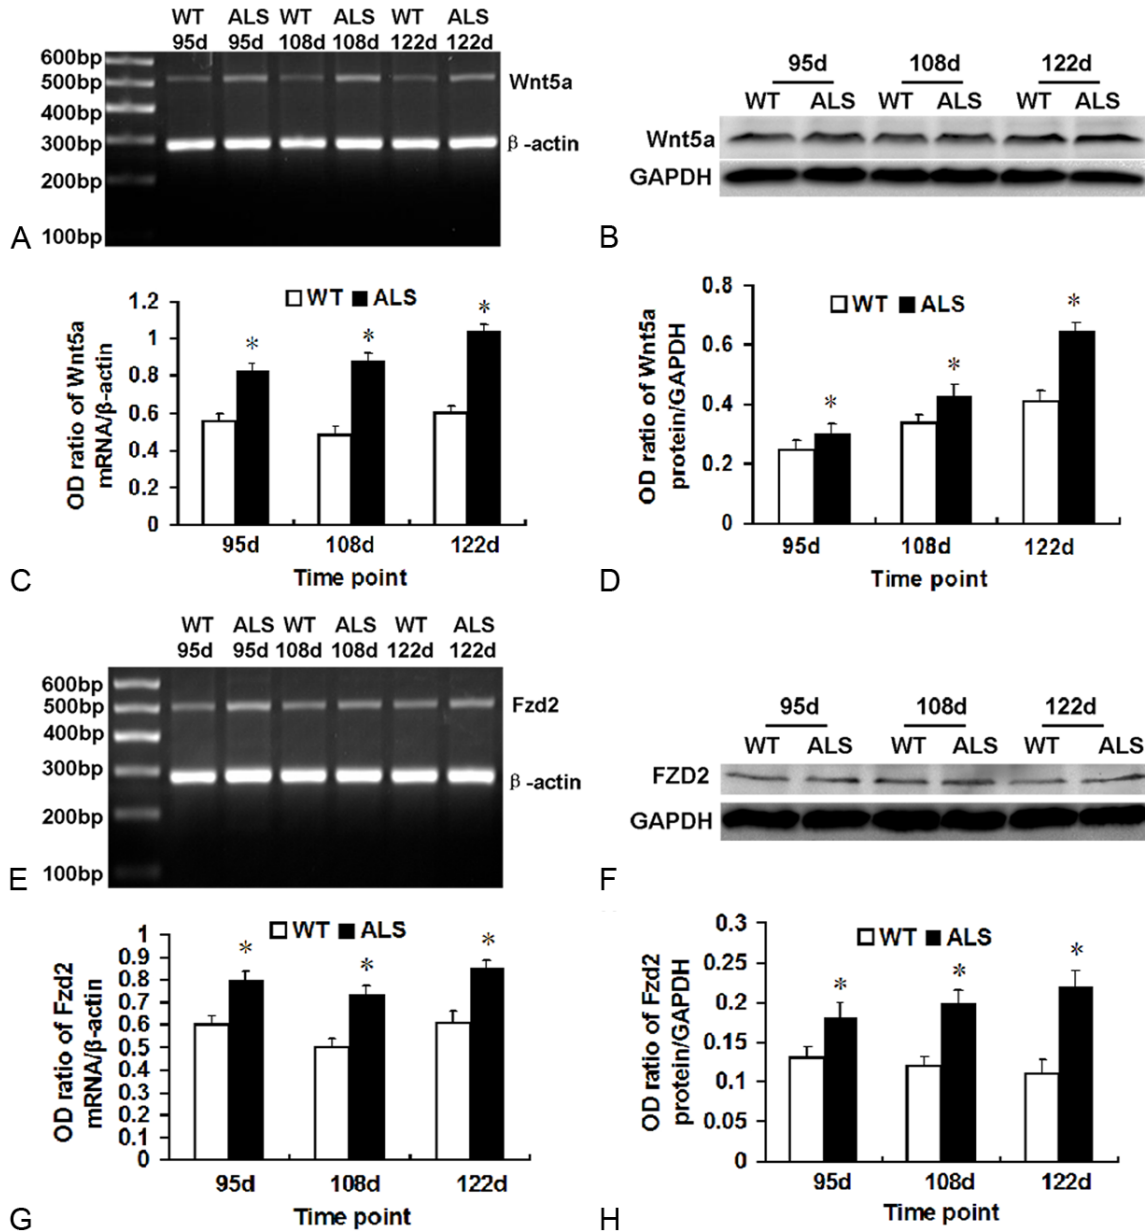 WT ALS WT ALS WT ALS
95d 95d 108d 108d 122d 122d
600bp
500bp
400bp
300bp
200bp
100bp
Wnt5a
β-actin
A
95d 108d 122d
WT ALS WT ALS WT ALS
Wnt5a
GAPDH
B
WT ALS
OD ratio of Wnt5a
mRNA/β-actin
1.2
1
0.8
0.6
0.4
0.2
0
* * *
95d 108d 122d
Time point
C
WT ALS
OD ratio of Wnt5a
protein/GAPDH
0.8
0.6
0.4
0.2
0
* * *
95d 108d 122d
Time point
D
WT ALS WT ALS WT ALS
95d 95d 108d 108d 122d 122d
600bp
500bp
400bp
300bp
200bp
100bp
Fzd2
β-actin
E
95d 108d 122d
WT ALS WT ALS WT ALS
FZD2
GAPDH
F
WT ALS
OD ratio of Fzd2
mRNA/β-actin
1
0.9
0.8
0.7
0.6
0.5
0.4
0.3
0.2
0.1
0
* * *
95d 108d 122d
Time point
G
WT ALS
OD ratio of Fzd2
protein/GAPDH
0.3
0.25
0.2
0.15
0.1
0.05
0
* * *
95d 108d 122d
Time point
H